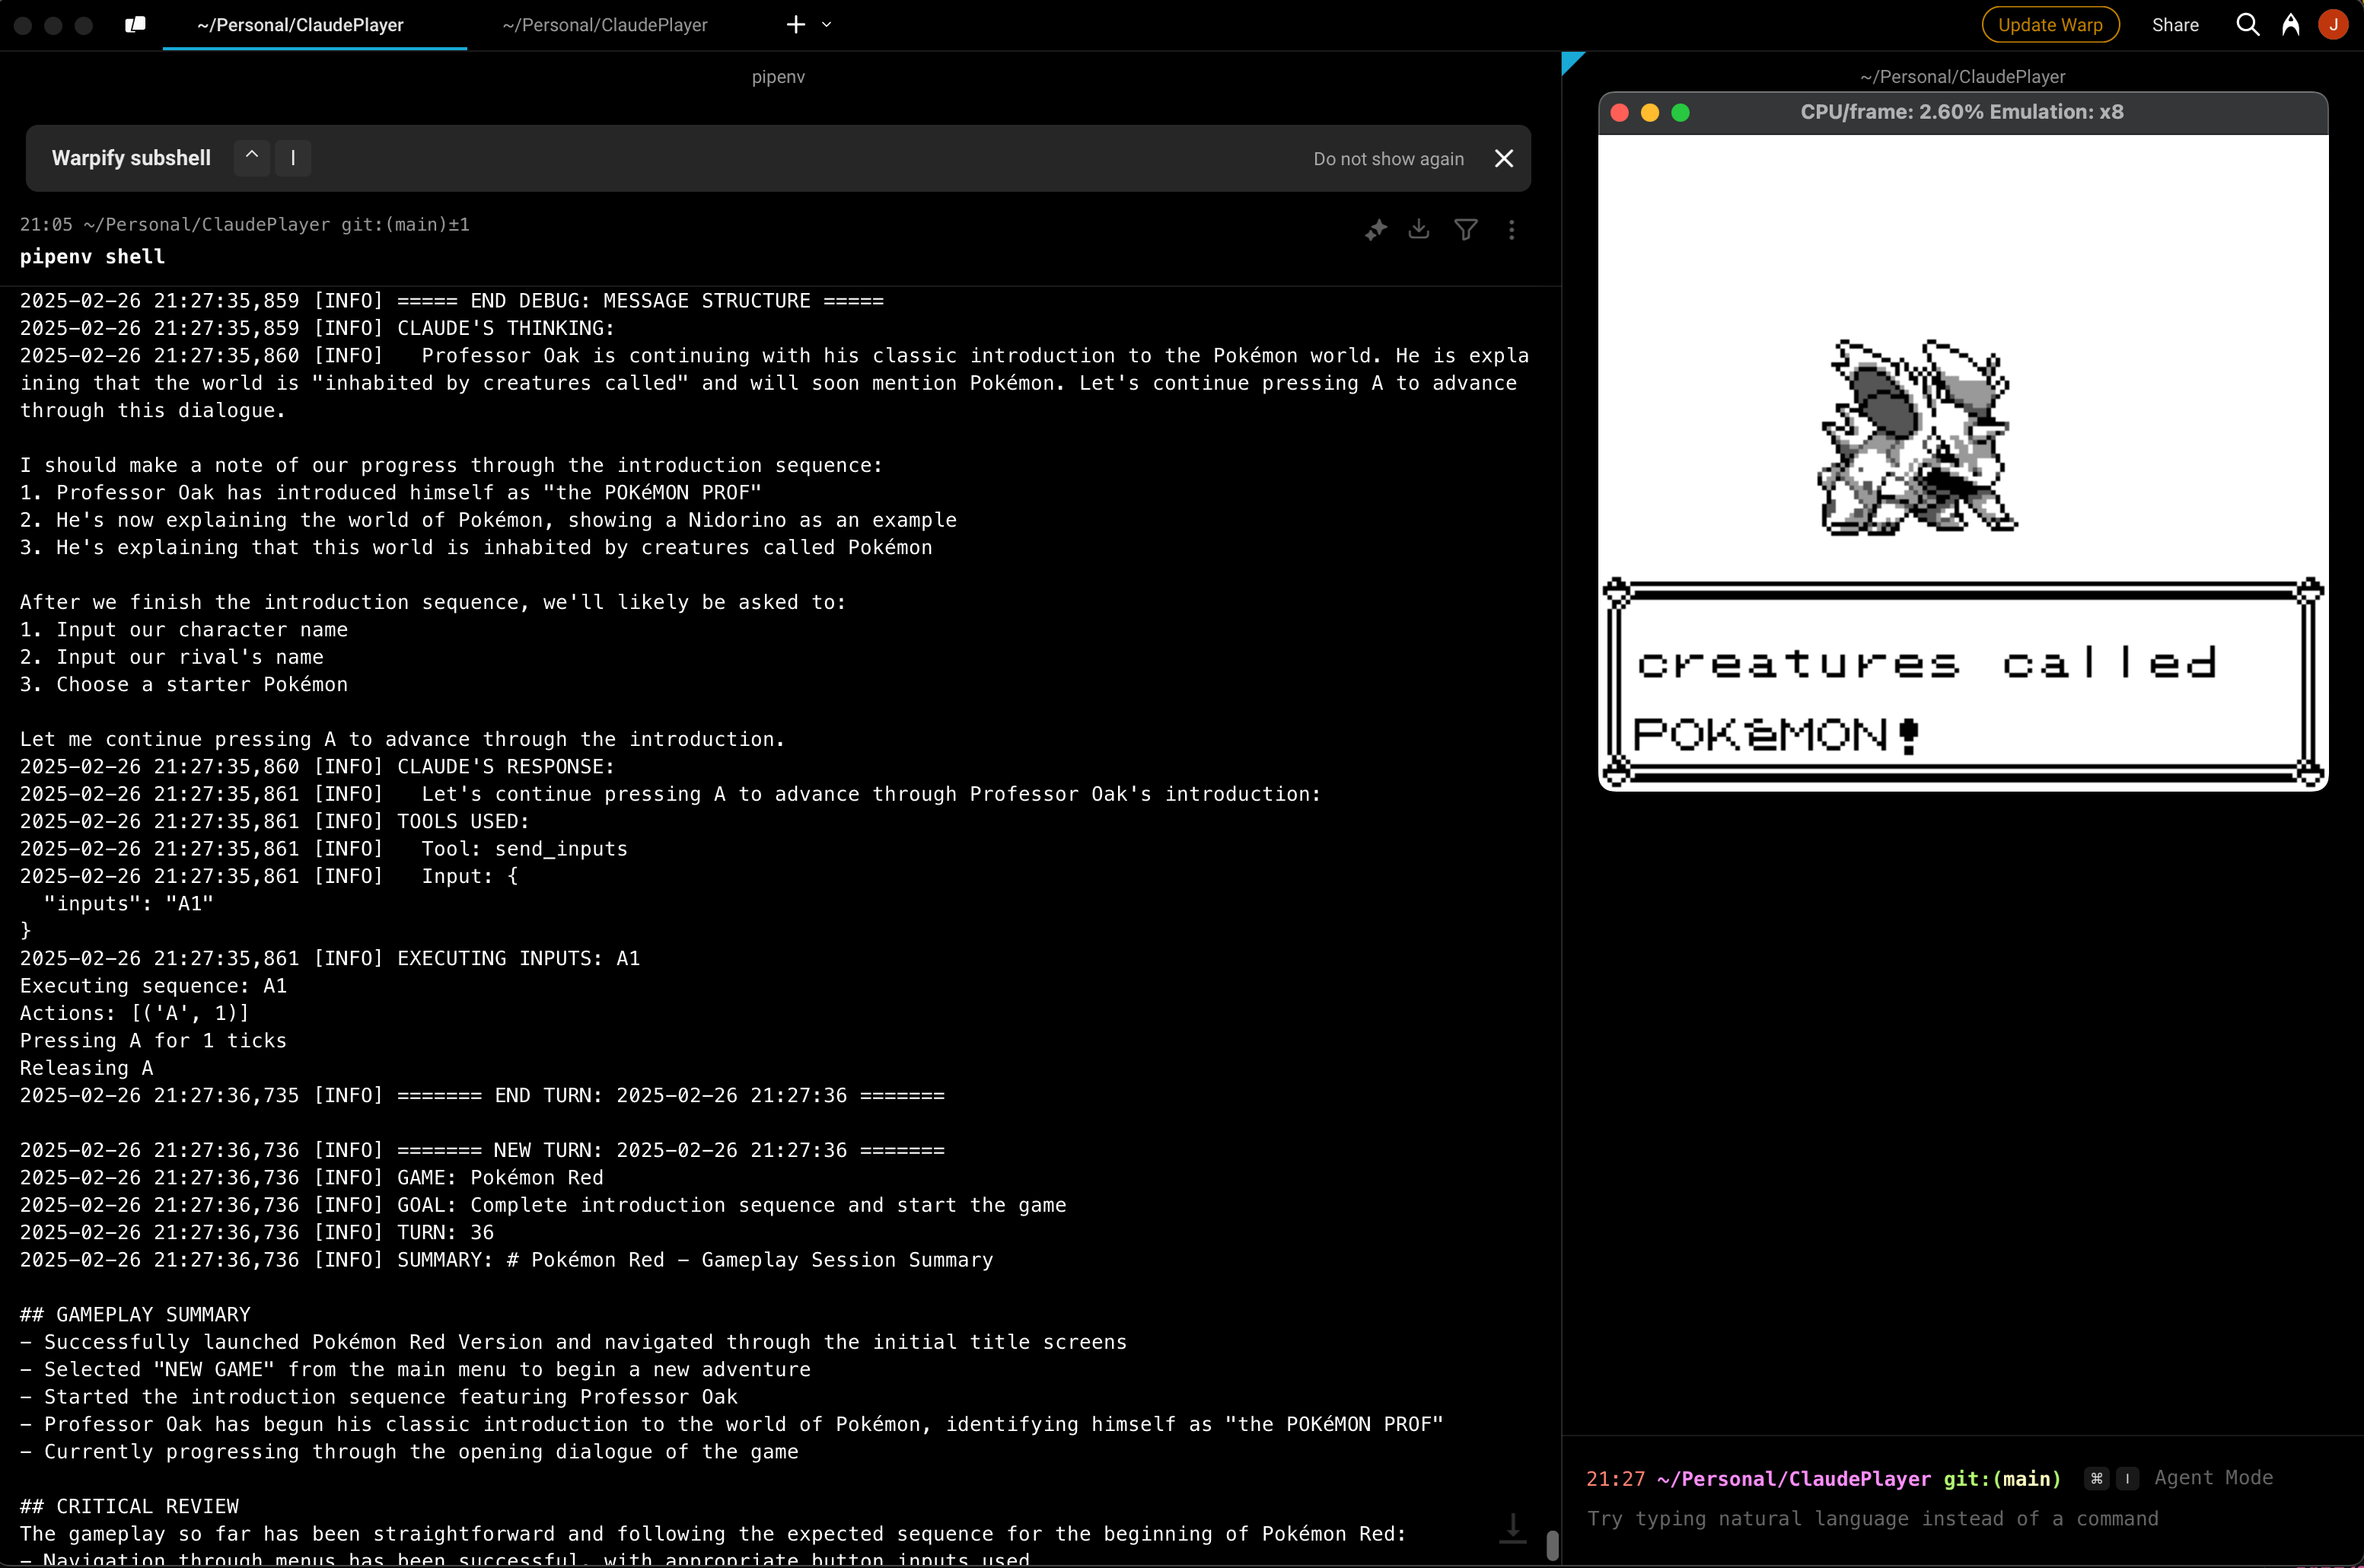 ~/Personal/ClaudePlayer
~/Personal/ClaudePlayer
Update Warp
Share
J
pipenv
Warpify subshell ^ I
Do not show again
21:05 ~/Personal/ClaudePlayer git:(main)±1
pipenv shell
2025-02-26 21:27:35,859 [INFO] ===== END DEBUG: MESSAGE STRUCTURE =====
2025-02-26 21:27:35,859 [INFO] CLAUDE'S THINKING:
2025-02-26 21:27:35,860 [INFO]   Professor Oak is continuing with his classic introduction to the Pokémon world. He is expla
ining that the world is "inhabited by creatures called" and will soon mention Pokémon. Let's continue pressing A to advance
through this dialogue.
I should make a note of our progress through the introduction sequence:
1. Professor Oak has introduced himself as "the POKéMON PROF"
2. He's now explaining the world of Pokémon, showing a Nidorino as an example
3. He's explaining that this world is inhabited by creatures called Pokémon
After we finish the introduction sequence, we'll likely be asked to:
1. Input our character name
2. Input our rival's name
3. Choose a starter Pokémon
Let me continue pressing A to advance through the introduction.
2025-02-26 21:27:35,860 [INFO] CLAUDE'S RESPONSE:
2025-02-26 21:27:35,861 [INFO]   Let's continue pressing A to advance through Professor Oak's introduction:
2025-02-26 21:27:35,861 [INFO] TOOLS USED:
2025-02-26 21:27:35,861 [INFO]   Tool: send_inputs
2025-02-26 21:27:35,861 [INFO]   Input: {
  "inputs": "A1"
}
2025-02-26 21:27:35,861 [INFO] EXECUTING INPUTS: A1
Executing sequence: A1
Actions: [('A', 1)]
Pressing A for 1 ticks
Releasing A
2025-02-26 21:27:36,735 [INFO] ======= END TURN: 2025-02-26 21:27:36 =======
2025-02-26 21:27:36,736 [INFO] ======= NEW TURN: 2025-02-26 21:27:36 =======
2025-02-26 21:27:36,736 [INFO] GAME: Pokémon Red
2025-02-26 21:27:36,736 [INFO] GOAL: Complete introduction sequence and start the game
2025-02-26 21:27:36,736 [INFO] TURN: 36
2025-02-26 21:27:36,736 [INFO] SUMMARY: # Pokémon Red – Gameplay Session Summary
## GAMEPLAY SUMMARY
– Successfully launched Pokémon Red Version and navigated through the initial title screens
– Selected "NEW GAME" from the main menu to begin a new adventure
– Started the introduction sequence featuring Professor Oak
– Professor Oak has begun his classic introduction to the world of Pokémon, identifying himself as "the POKéMON PROF"
– Currently progressing through the opening dialogue of the game
## CRITICAL REVIEW
The gameplay so far has been straightforward and following the expected sequence for the beginning of Pokémon Red:
– Navigation through menus has been successful, with appropriate button inputs used
~/Personal/ClaudePlayer
CPU/frame: 2.60% Emulation: x8
creatures called
POKéMON!
21:27 ~/Personal/ClaudePlayer git:(main) ⌘ I Agent Mode
Try typing natural language instead of a command